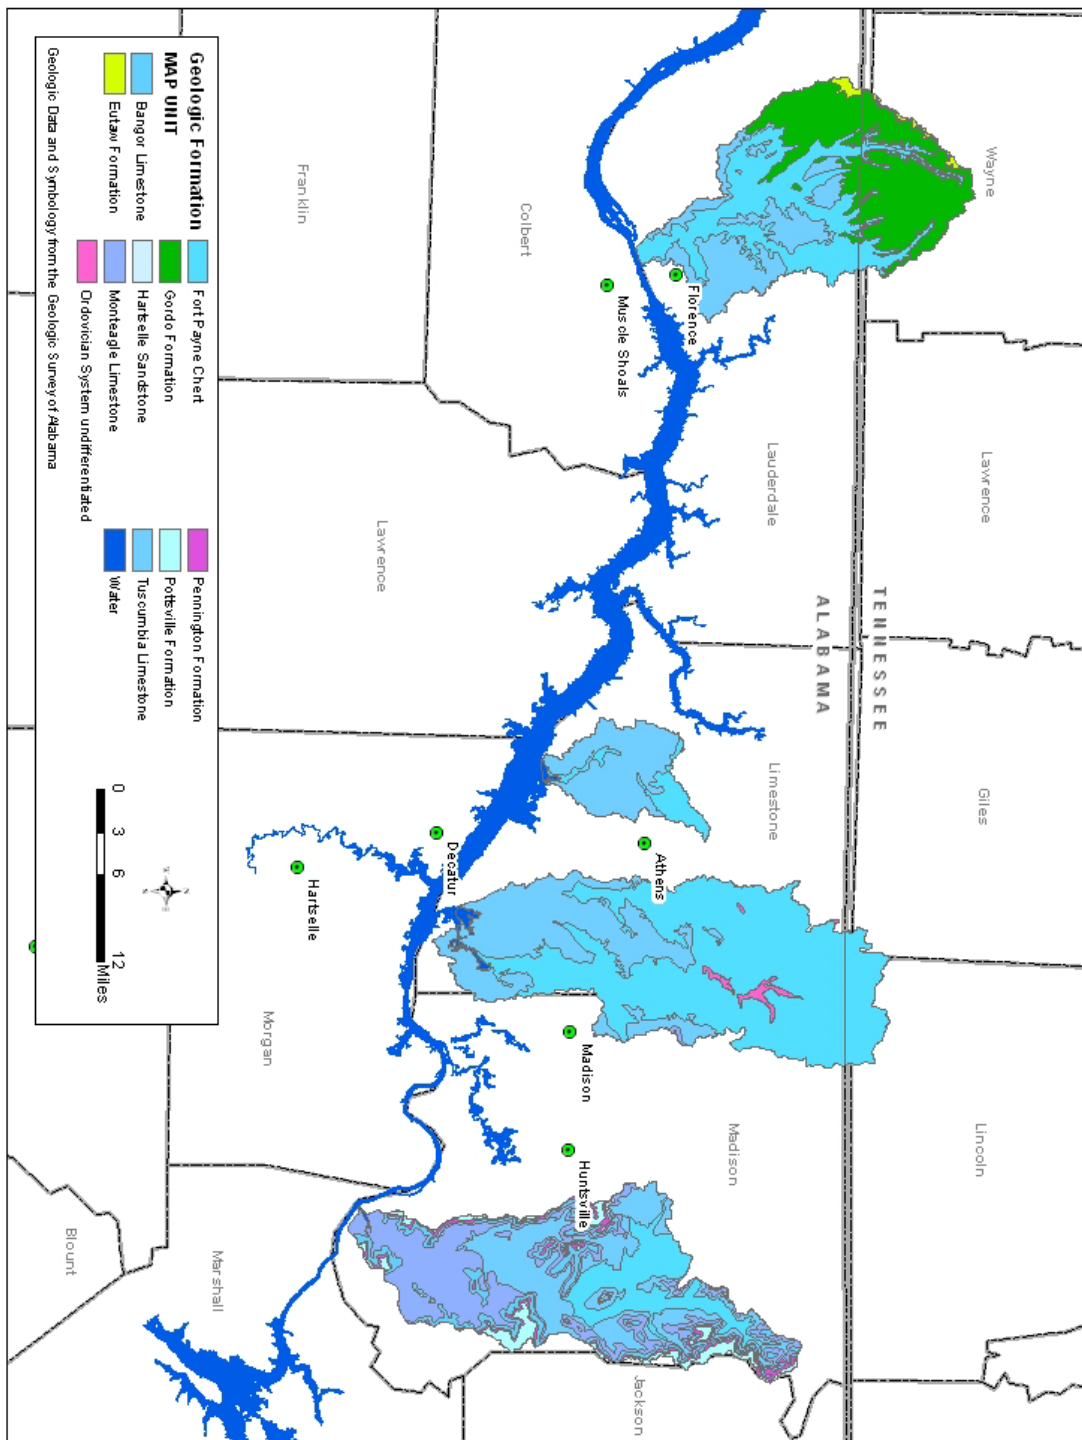 Wayne
Lawrence
Giles
Lincoln
TENNESSEE
ALABAMA
Lauderdale
Limestone
Madison
Jackson
Florence
Muscle Shoals
Athens
Madison
Huntsville
Colbert
Decatur
Hartselle
Franklin
Lawrence
Morgan
Marshall
Blount
Geologic Formation
MAP UNIT
Bangor Limestone
Eutaw Formation
Fort Payne Chert
Gordo Formation
Hartselle Sandstone
Monteagle Limestone
Ordovician System undifferentiated
Pennington Formation
Pottsville Formation
Tuscumbia Limestone
Water
0 3 6 12
Miles
Geologic Data and Symbology from the Geologic Survey of Alabama